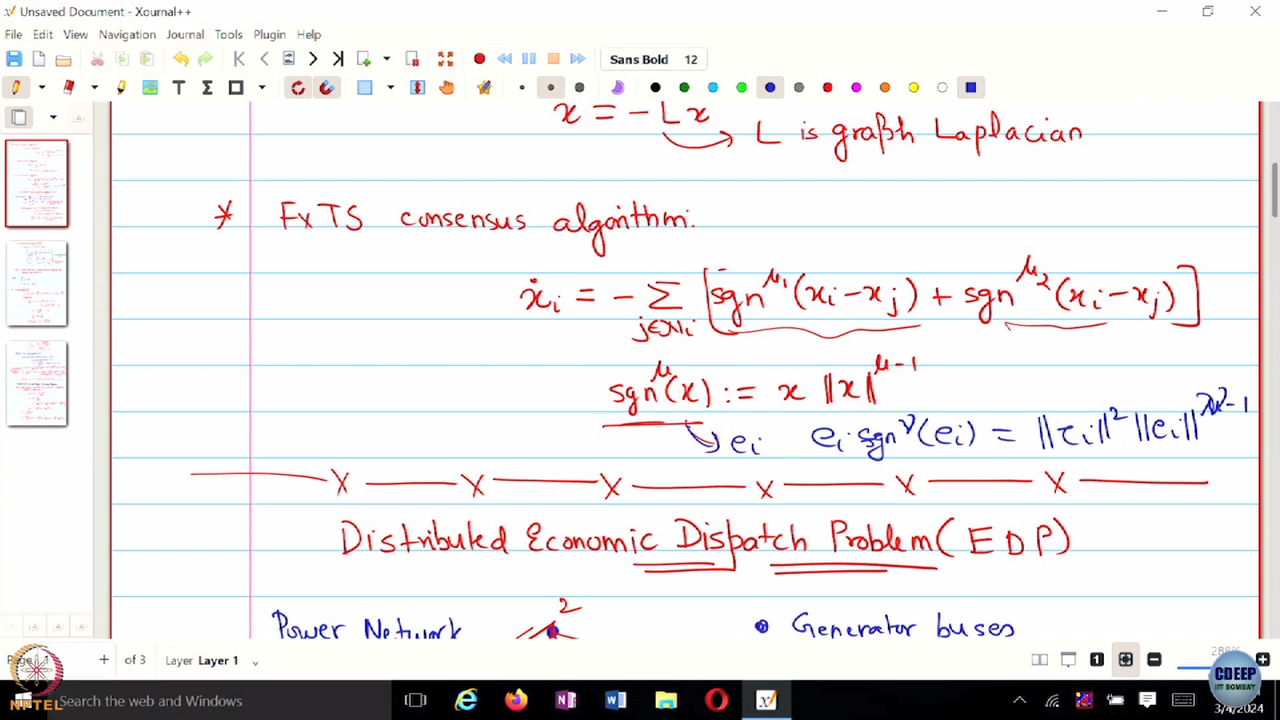 Unsaved Document - Xournal++
File Edit View Navigation Journal Tools Plugin Help
Sans Bold 12
ẋ = - L x
L is graph Laplacian
* FxTS consensus algorithm:
ẋᵢ = - Σ_{j∈Nᵢ} [sgn^{μ₁}(xᵢ-xⱼ) + sgn^{μ₂}(xᵢ-xⱼ)]
sgn^μ(x) := x ||x||^{μ-1}
eᵢ eᵢ sgn^ν(eᵢ) = ||eᵢ||² ||eᵢ||^{ν-1}
X X X X X X
Distributed Economic Dispatch Problem (EDP)
2
Power Network • Generator buses
of 3 Layer Layer 1
288%
NPTEL
Search the web and Windows
CDEEP
IIT BOMBAY
3/4/2024